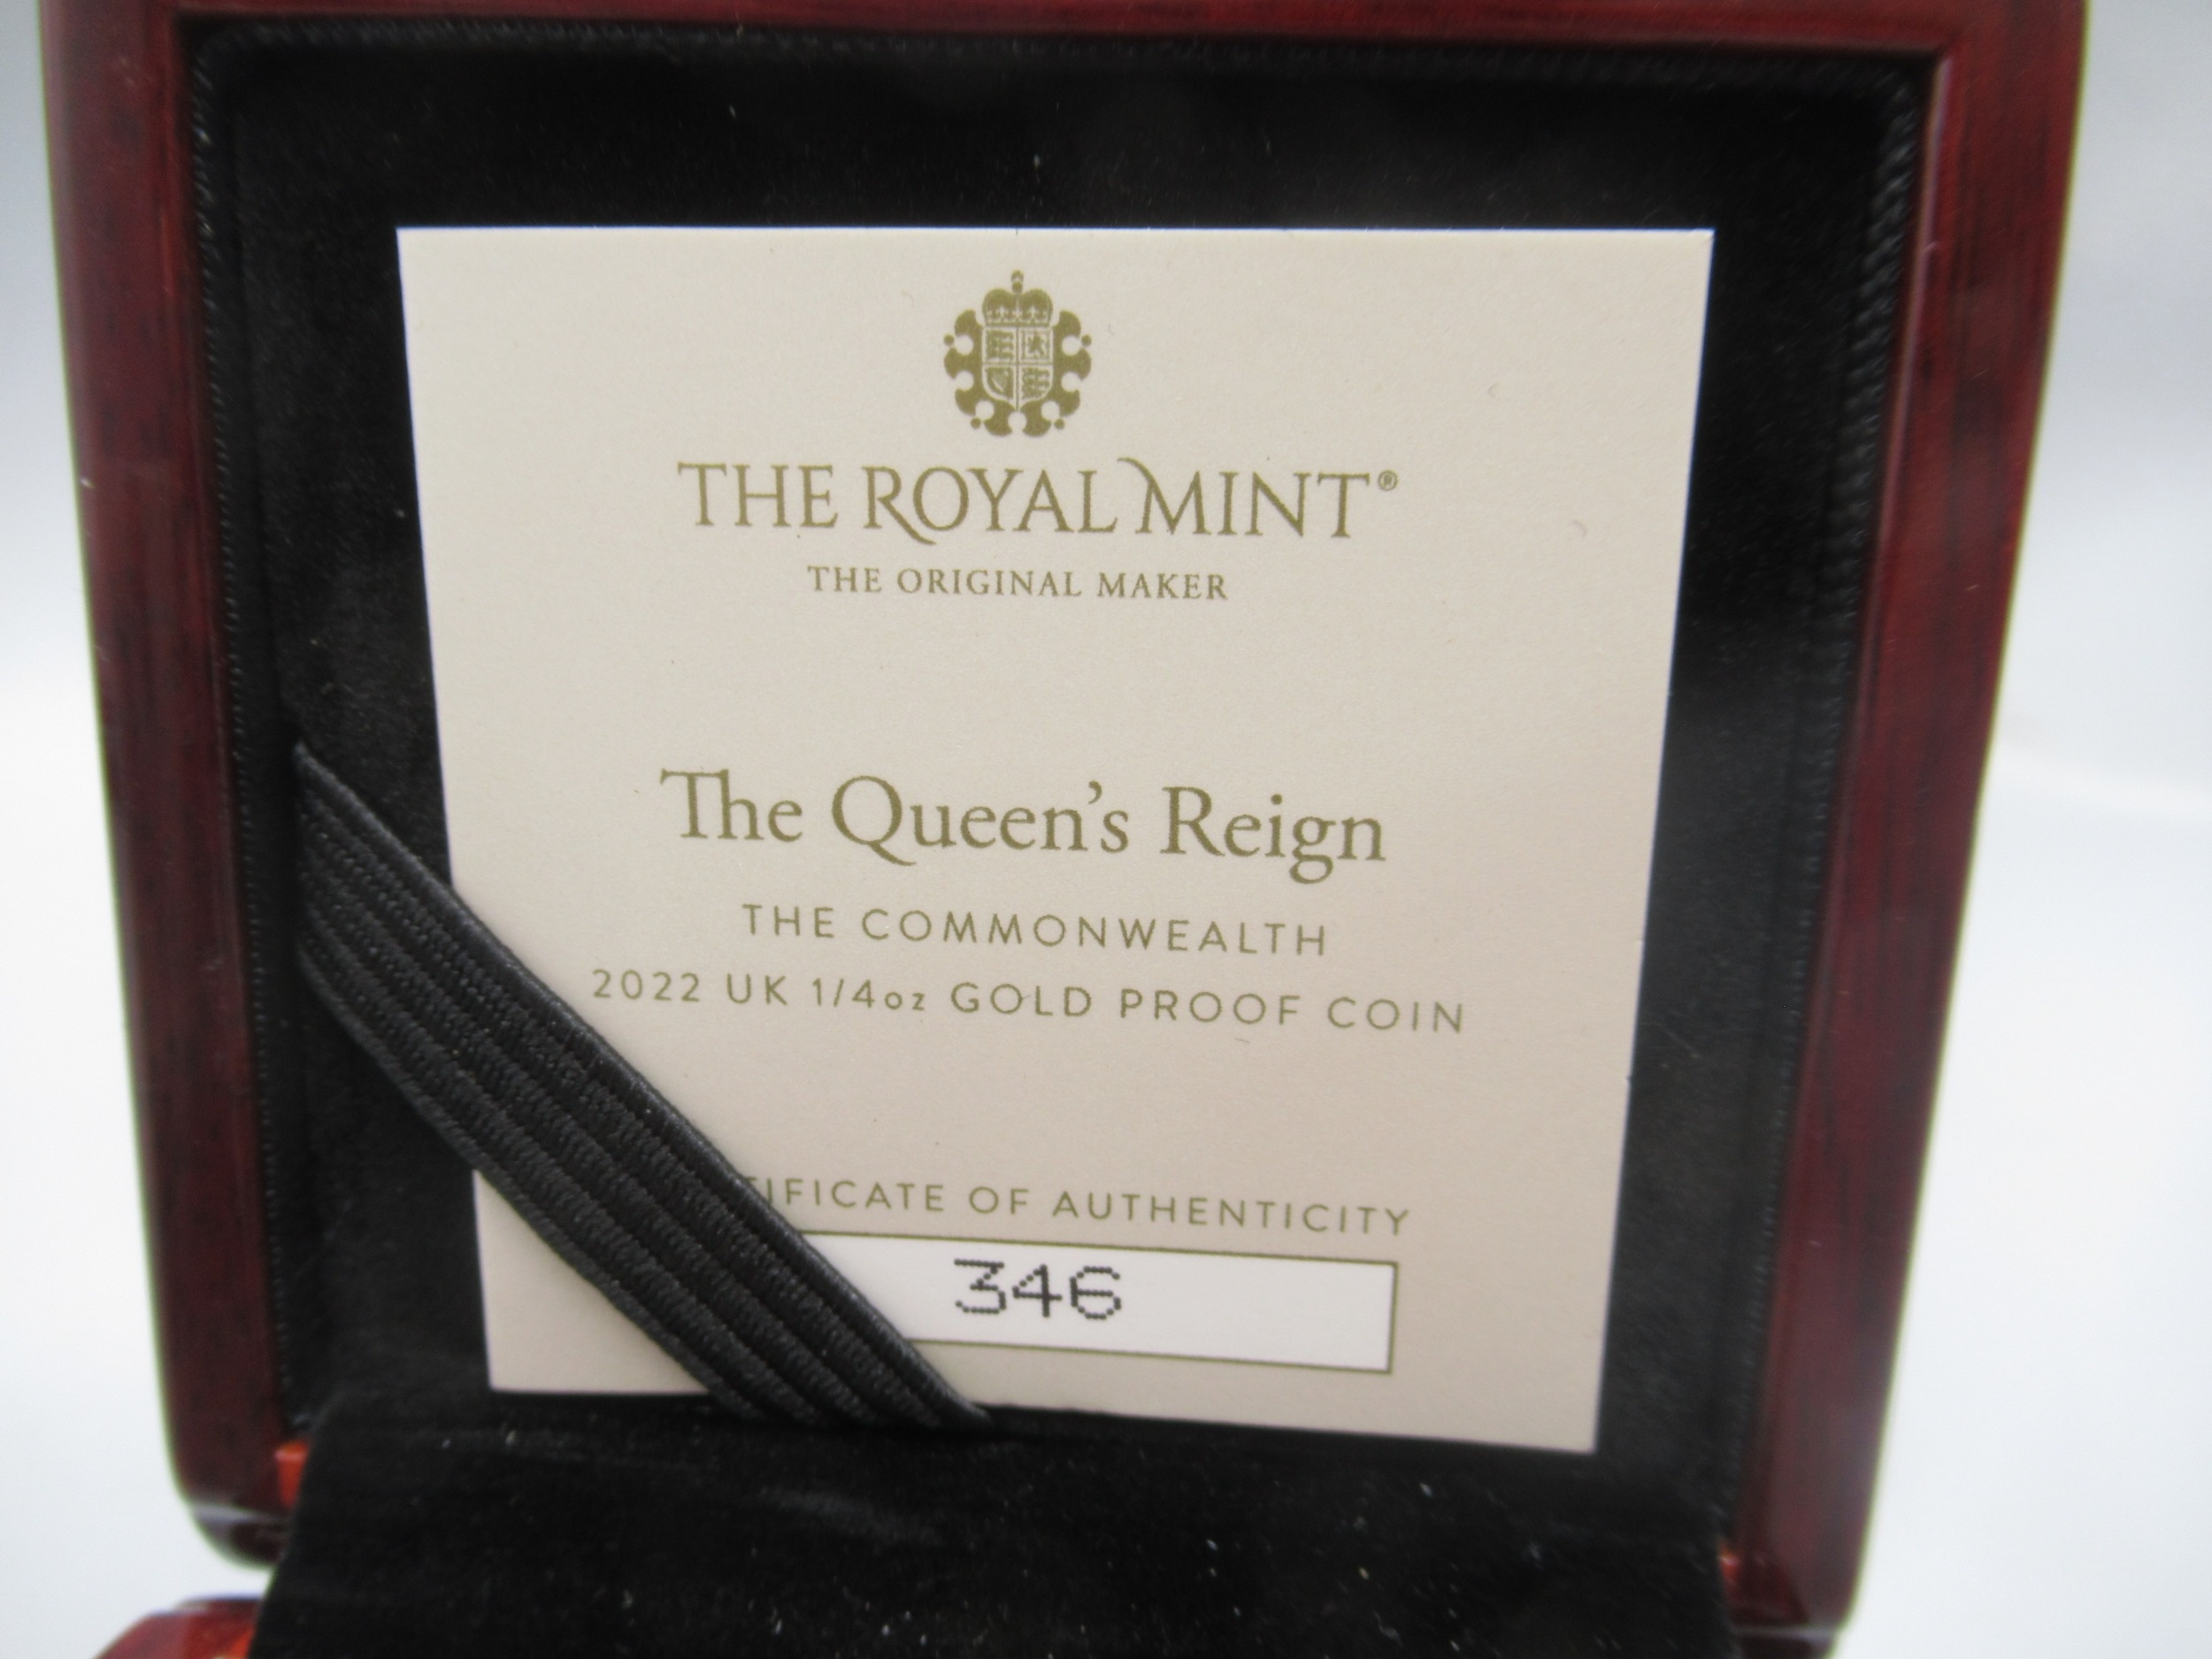 THE ROYAL MINT®
THE ORIGINAL MAKER
The Queen's Reign
THE COMMONWEALTH
2022 UK 1/4oz GOLD PROOF COIN
OF AUTHENTICITY
346